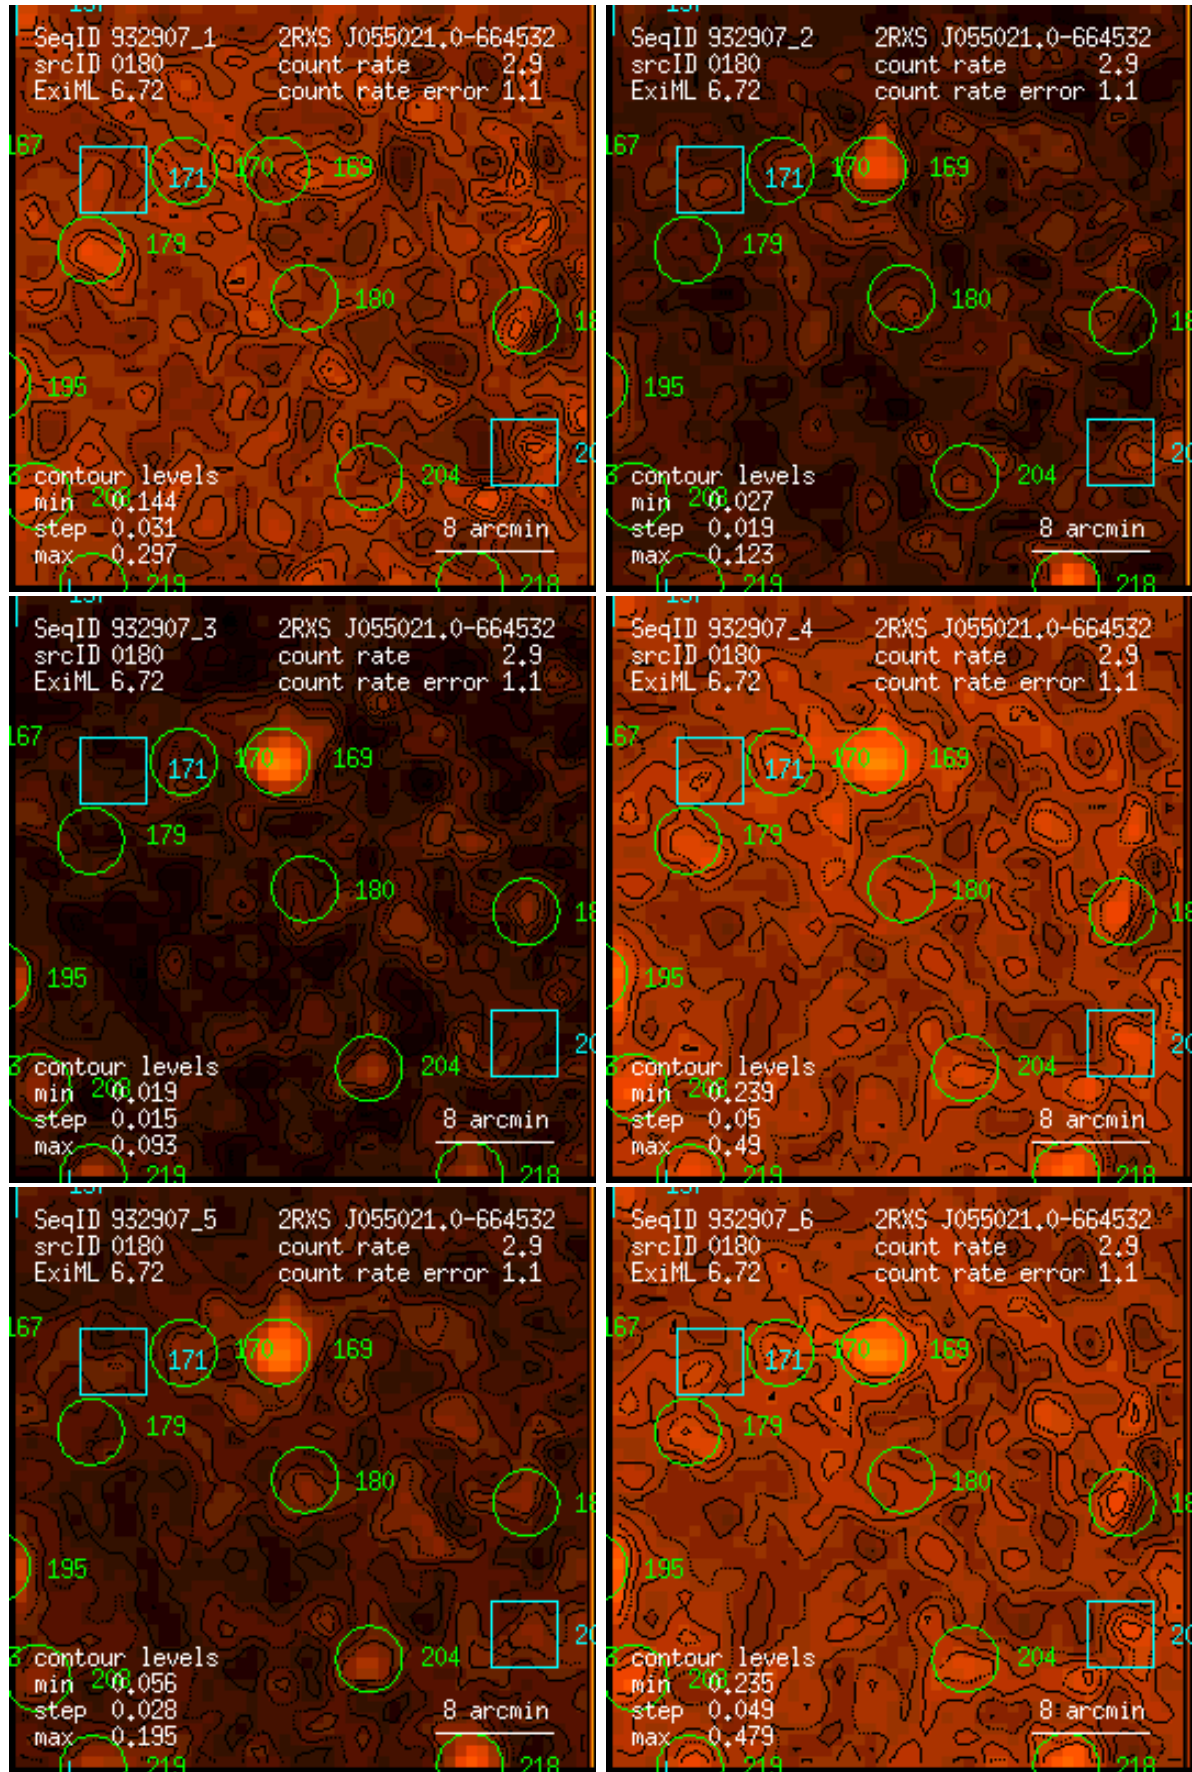 SeqID 932907_1 2RXS J055021.0-664532
srcID 0180 count rate 2.9
ExiML 6.72 count rate error 1.1
167
171 170 169
179
180
195
204
contour levels
min 0.144
208
step 0.031 8 arcmin
max 0.297
219 218
SeqID 932907_2 2RXS J055021.0-664532
srcID 0180 count rate 2.9
ExiML 6.72 count rate error 1.1
167
171 170 169
179
180
195
204
contour levels
min 0.027
208
step 0.019 8 arcmin
max 0.123
219 218
SeqID 932907_3 2RXS J055021.0-664532
srcID 0180 count rate 2.9
ExiML 6.72 count rate error 1.1
167
171 170 169
179
180
195
204
contour levels
min 0.019
208
step 0.015 8 arcmin
max 0.093
219 218
SeqID 932907_4 2RXS J055021.0-664532
srcID 0180 count rate 2.9
ExiML 6.72 count rate error 1.1
167
171 170 169
179
180
195
204
contour levels
min 0.239
208
step 0.05 8 arcmin
max 0.49
219 218
SeqID 932907_5 2RXS J055021.0-664532
srcID 0180 count rate 2.9
ExiML 6.72 count rate error 1.1
167
171 170 169
179
180
195
204
contour levels
min 0.056
208
step 0.028 8 arcmin
max 0.195
219 218
SeqID 932907_6 2RXS J055021.0-664532
srcID 0180 count rate 2.9
ExiML 6.72 count rate error 1.1
167
171 170 169
179
180
195
204
contour levels
min 0.235
208
step 0.049 8 arcmin
max 0.479
219 218